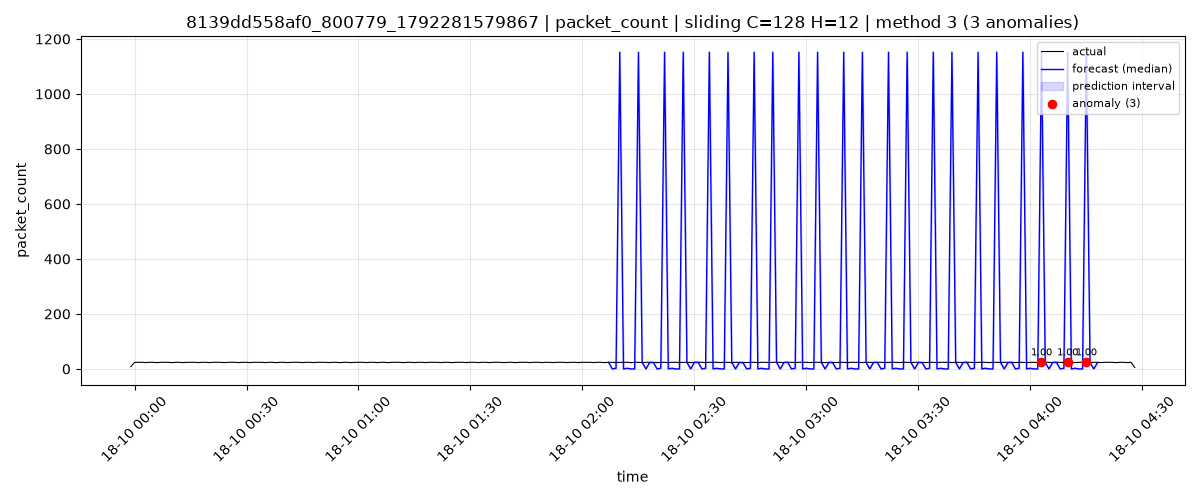 8139dd558af0_800779_1792281579867 | packet_count | sliding C=128 H=12 | method 3 (3 anomalies)
1200
1000
800
600
400
200
0
packet_count
actual
forecast (median)
prediction interval
anomaly (3)
1.00 1.00 1.00
18-10 00:00
18-10 00:30
18-10 01:00
18-10 01:30
18-10 02:00
18-10 02:30
18-10 03:00
18-10 03:30
18-10 04:00
18-10 04:30
time